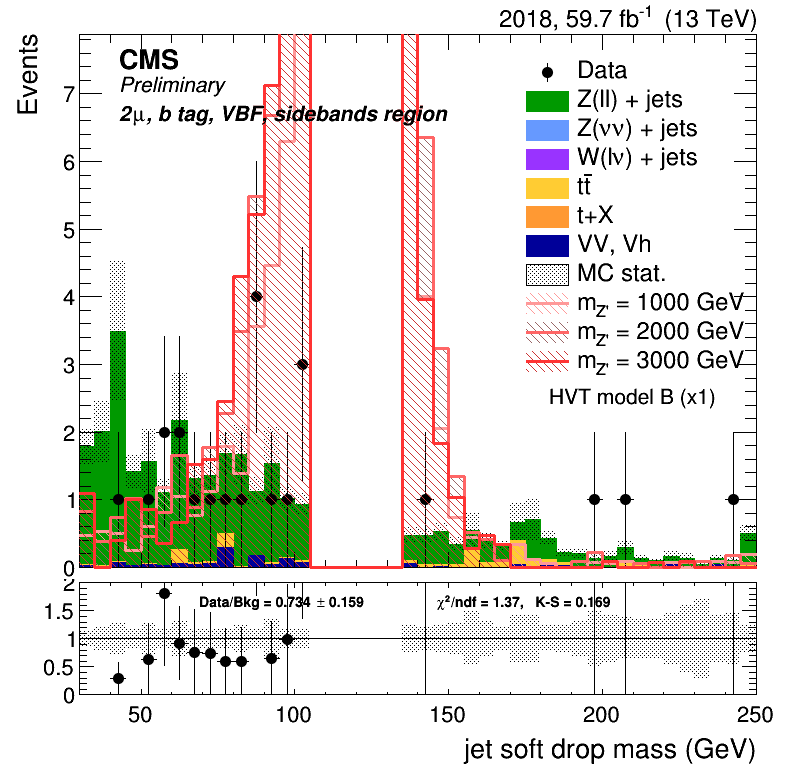 2018, 59.7 fb⁻¹ (13 TeV)
Events
CMS
Preliminary
2μ, b tag, VBF, sidebands region
Data
Z(ll) + jets
Z(νν) + jets
W(lν) + jets
tt̄
t+X
VV, Vh
MC stat.
m_Z' = 1000 GeV
m_Z' = 2000 GeV
m_Z' = 3000 GeV
HVT model B (x1)
7
6
5
4
3
2
1
0
Data/Bkg = 0.734 ± 0.159
χ²/ndf = 1.37, K-S = 0.169
2
1.5
1
0.5
0
50 100 150 200 250
jet soft drop mass (GeV)